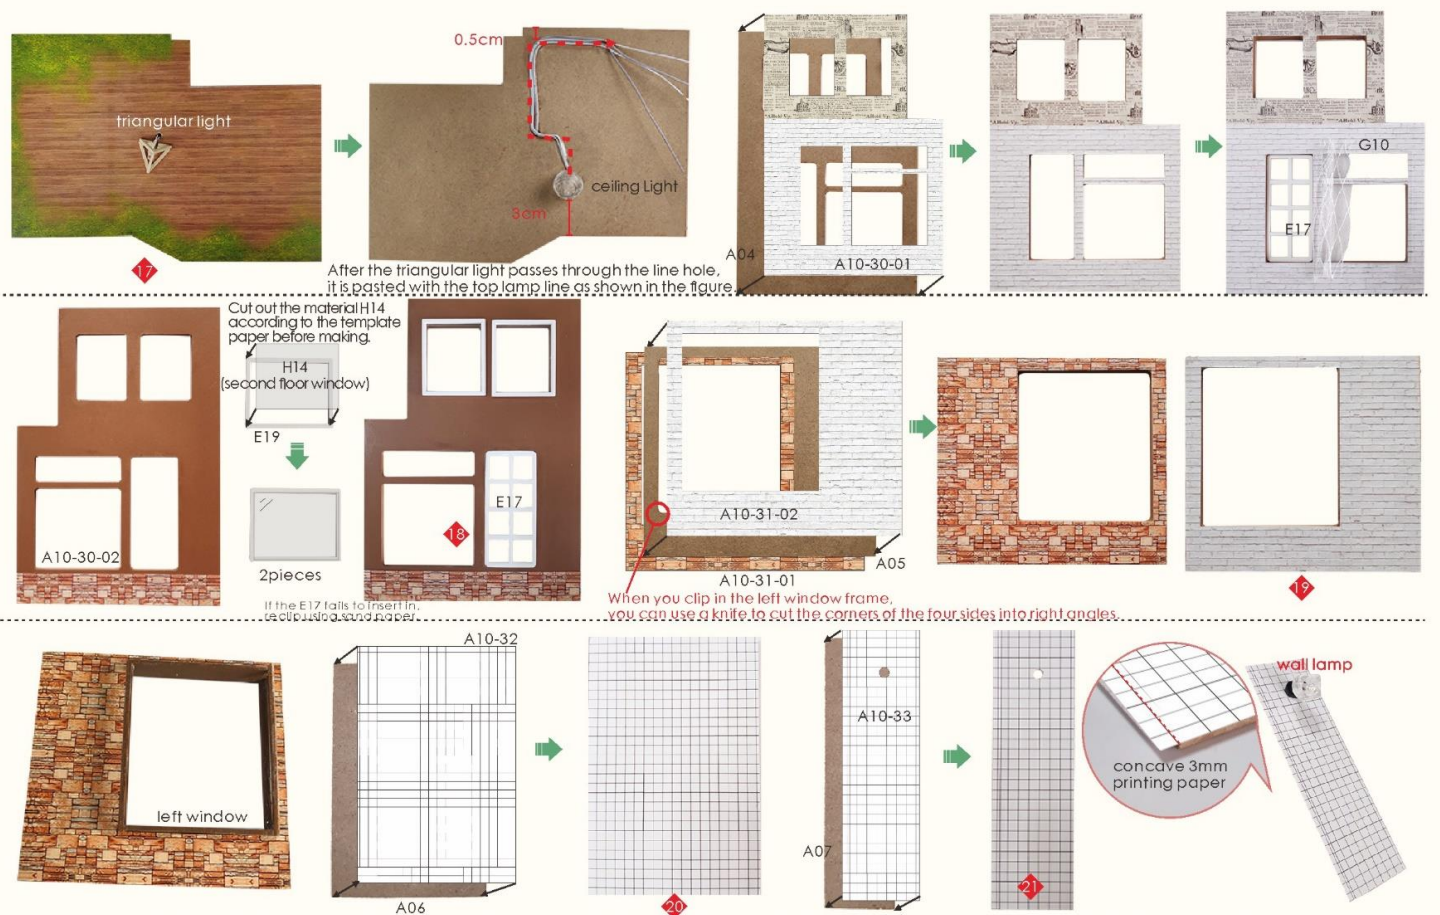 triangular light
17
0.5cm
ceiling Light
3cm
After the triangular light passes through the line hole,
it is pasted with the top lamp line as shown in the figure.
A04
A10-30-01
G10
E17
A10-30-02
Cut out the material H14
according to the template
paper before making.
H14
(second floor window)
E19
2pieces
E17
18
If the E17 fails to insert in,
reclip using sand paper.
A10-31-02
A05
A10-31-01
When you clip in the left window frame,
you can use a knife to cut the corners of the four sides into right angles.
19
left window
A10-32
A06
20
A10-33
A07
21
concave 3mm
printing paper
wall lamp